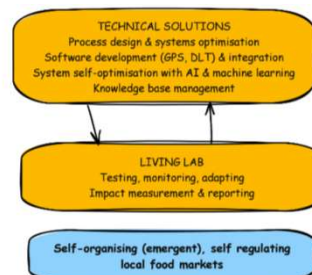 TECHNICAL SOLUTIONS
Process design & systems optimisation
Software development (GPS, DLT) & integration
System self-optimisation with AI & machine learning
Knowledge base management
LIVING LAB
Testing, monitoring, adapting
Impact measurement & reporting
Self-organising (emergent), self regulating
local food markets